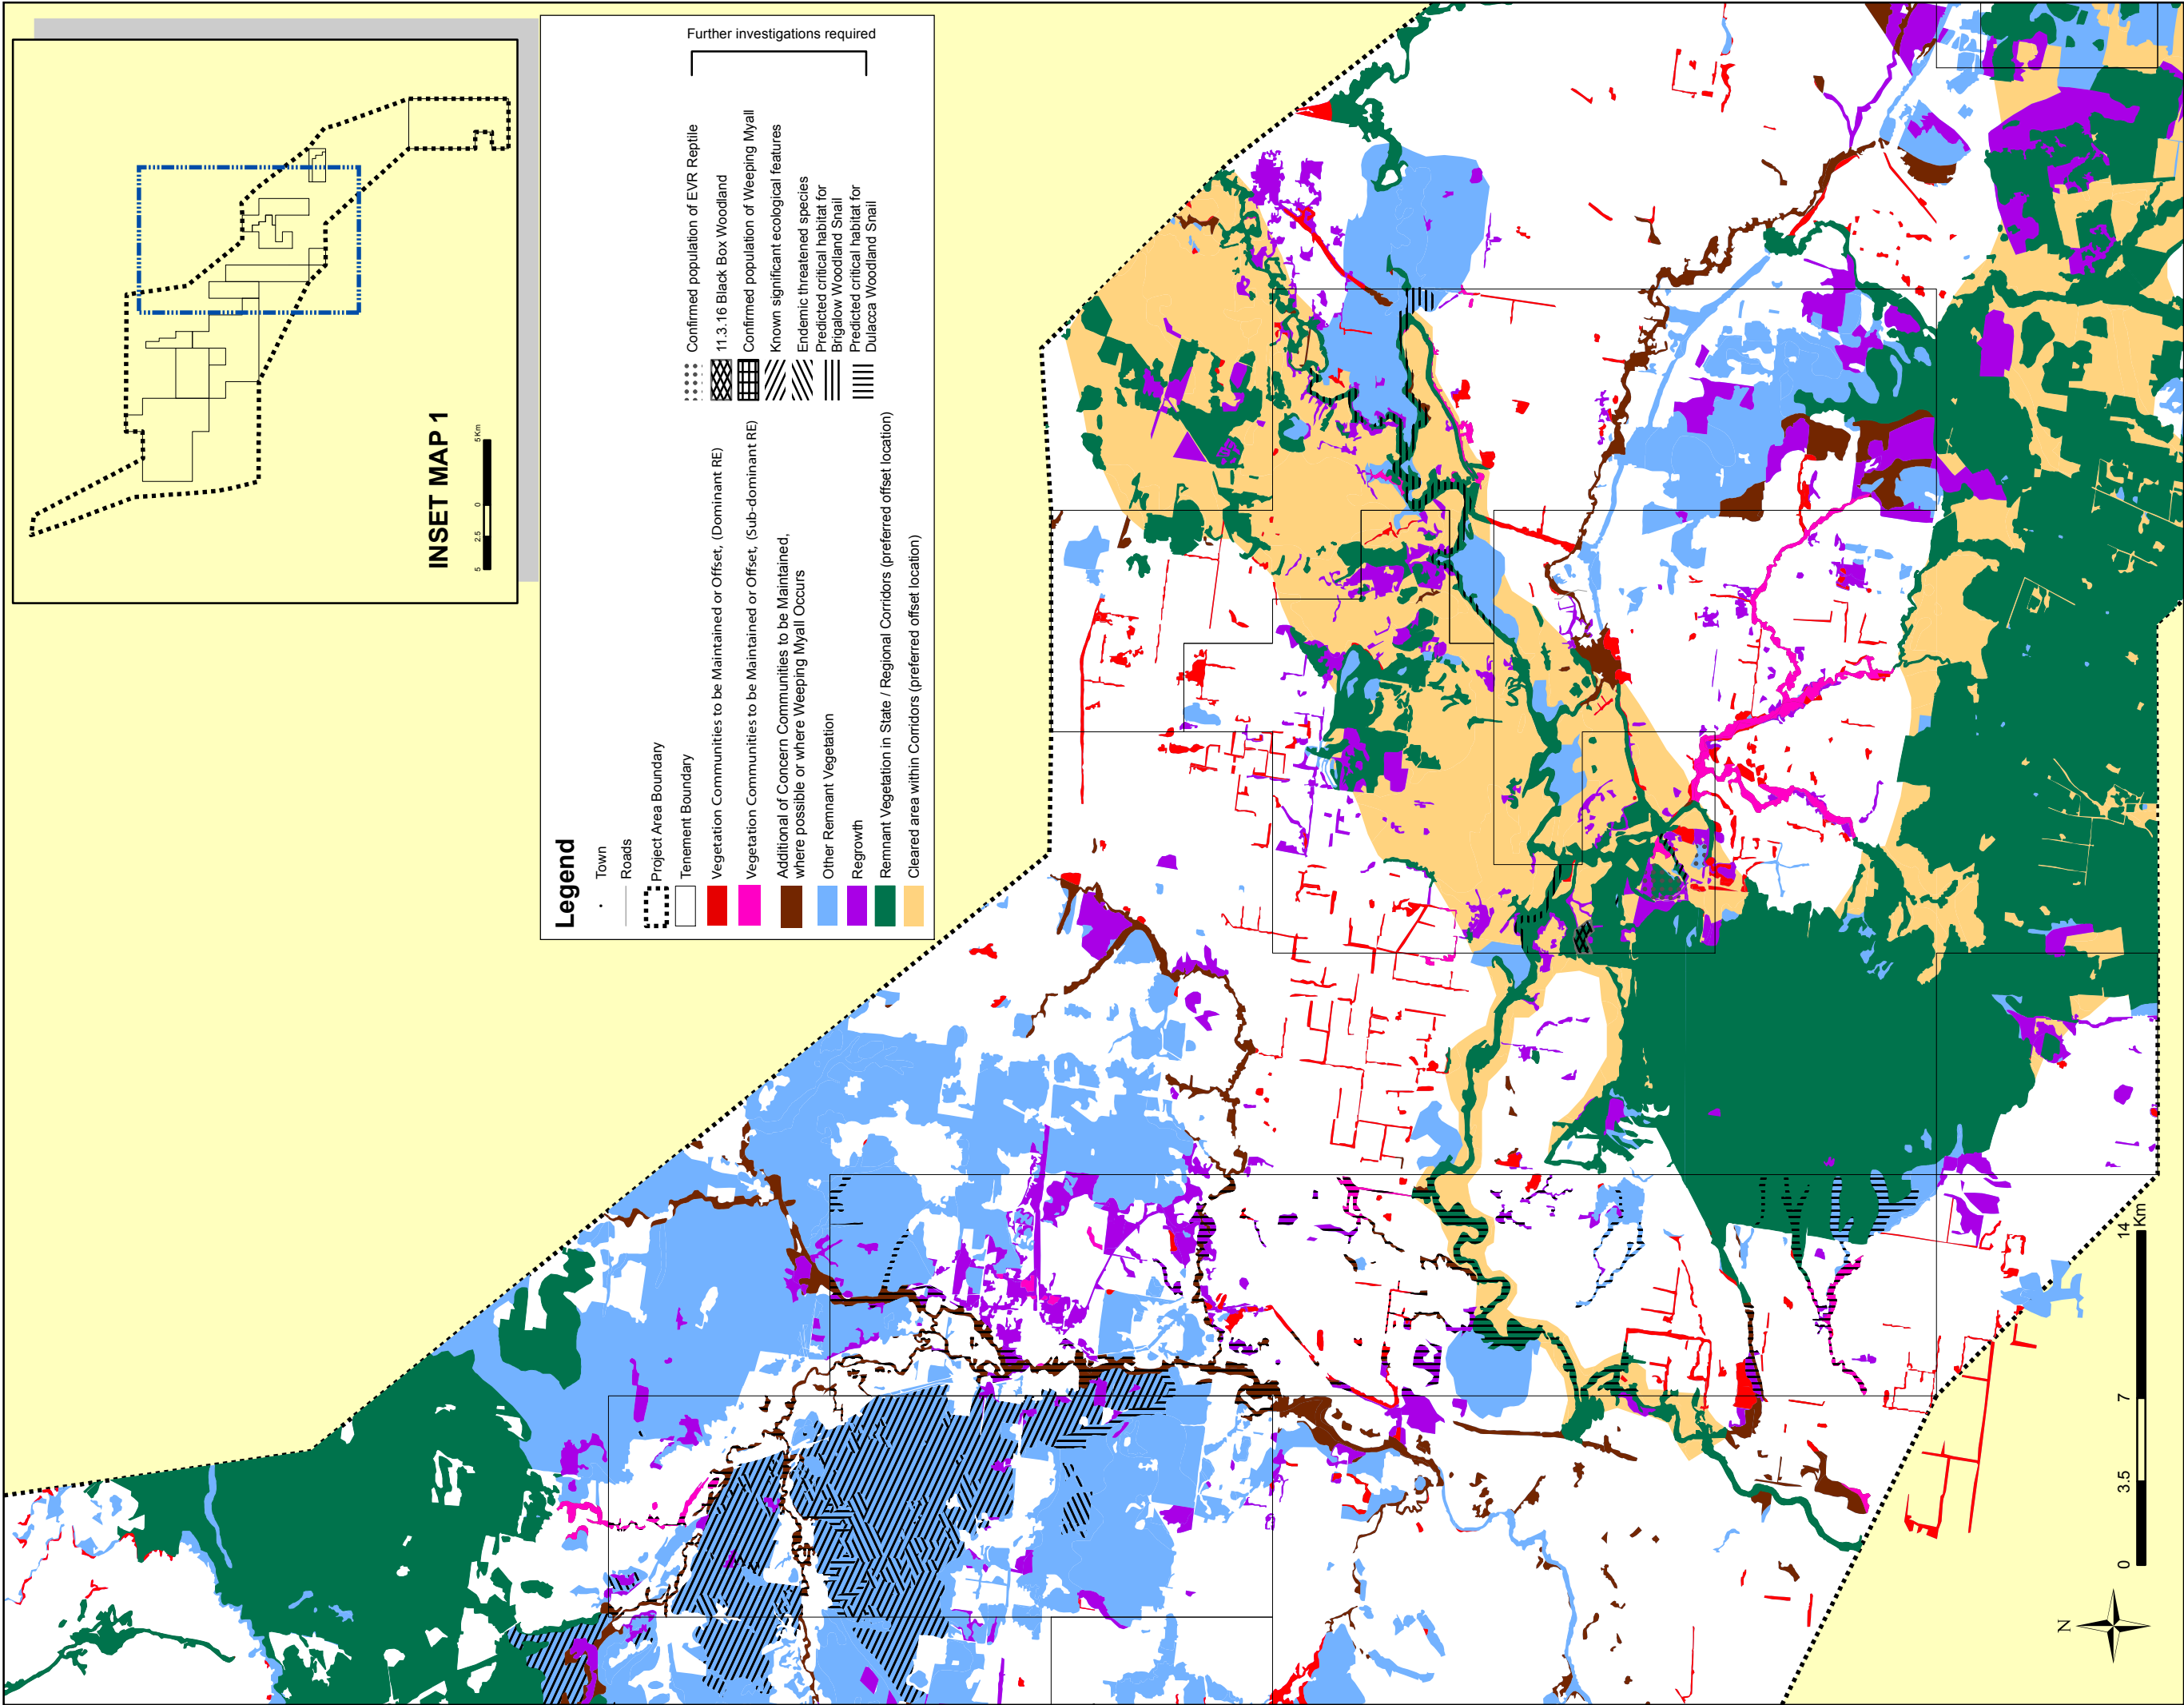 INSET MAP 1
5 2.5 0 5 Km
Legend
Town
Roads
Project Area Boundary
Tenement Boundary
Vegetation Communities to be Maintained or Offset, (Dominant RE)
Vegetation Communities to be Maintained or Offset, (Sub-dominant RE)
Additional of Concern Communities to be Maintained,
where possible or where Weeping Myall Occurs
Other Remnant Vegetation
Regrowth
Remnant Vegetation in State / Regional Corridors (preferred offset location)
Cleared area within Corridors (preferred offset location)
Confirmed population of EVR Reptile
11.3.16 Black Box Woodland
Confirmed population of Weeping Myall
Known significant ecological features
Endemic threatened species
Predicted critical habitat for
Brigalow Woodland Snail
Predicted critical habitat for
Dulacca Woodland Snail
Further investigations required
N
0 3.5 7 14
Km